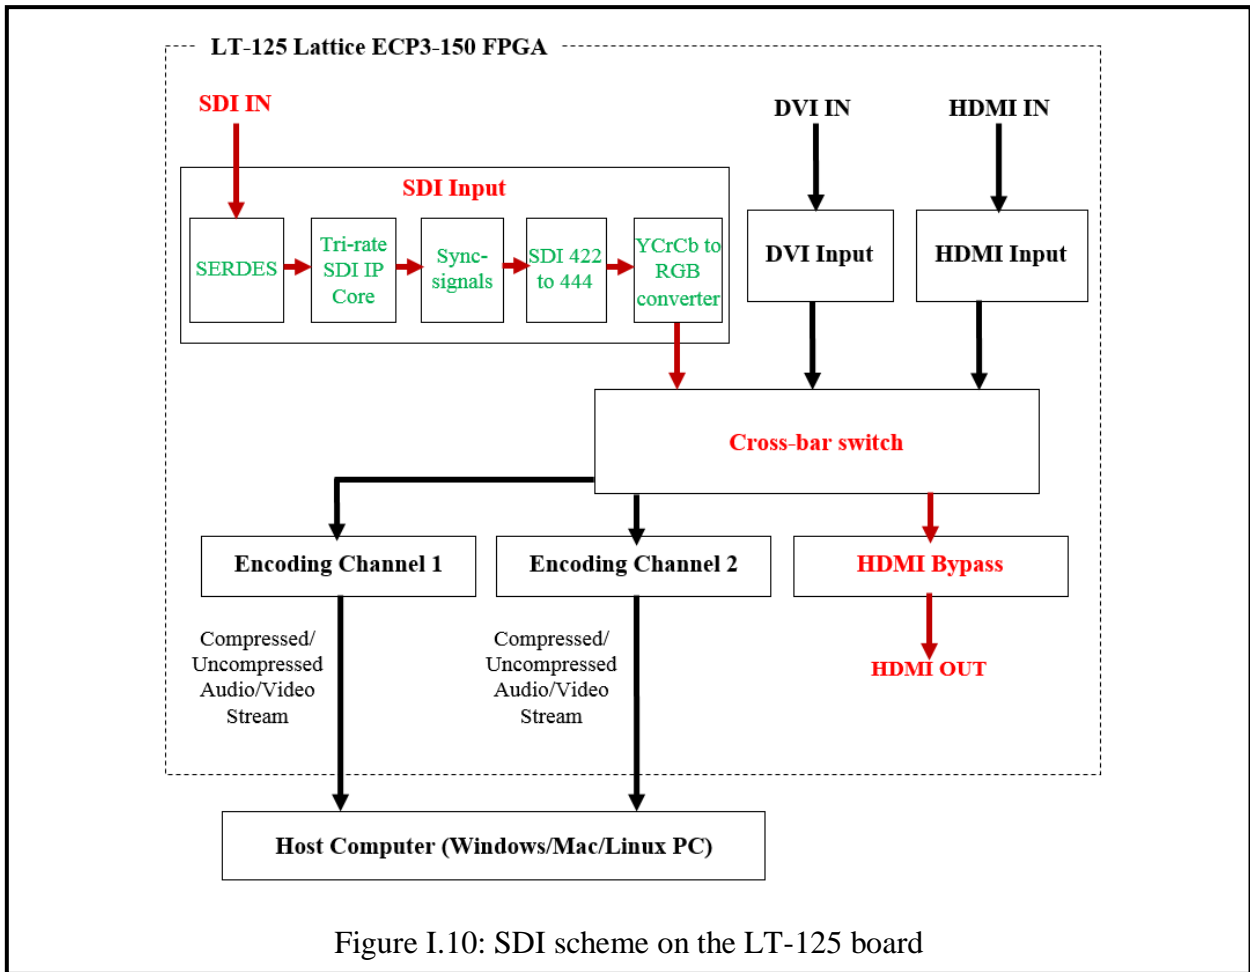 LT-125 Lattice ECP3-150 FPGA
SDI IN
DVI IN
HDMI IN
SDI Input
SERDES
Tri-rate
SDI IP
Core
Sync-
signals
SDI 422
to 444
YCrCb to
RGB
converter
DVI Input
HDMI Input
Cross-bar switch
Encoding Channel 1
Encoding Channel 2
HDMI Bypass
Compressed/
Uncompressed
Audio/Video
Stream
Compressed/
Uncompressed
Audio/Video
Stream
HDMI OUT
Host Computer (Windows/Mac/Linux PC)
Figure I.10: SDI scheme on the LT-125 board